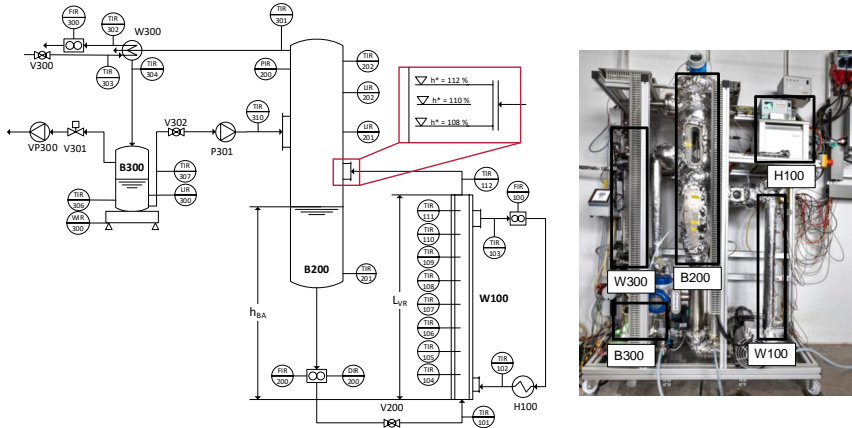 FIR
300
TIR
302
W300
TIR
301
V300
TIR
303
TIR
304
PIR
200
TIR
202
LIR
202
LIR
201
h* = 112 %
h* = 110 %
h* = 108 %
V302
TIR
310
VP300
V301
P301
B300
TIR
307
LIR
300
TIR
306
WIR
300
TIR
112
FIR
100
TIR
111
TIR
110
TIR
109
TIR
108
TIR
107
TIR
106
TIR
105
TIR
104
TIR
103
B200
TIR
201
hBA
LVR
W100
FIR
200
DIR
200
V200
TIR
102
TIR
101
H100
H100
W300
B200
B300
W100